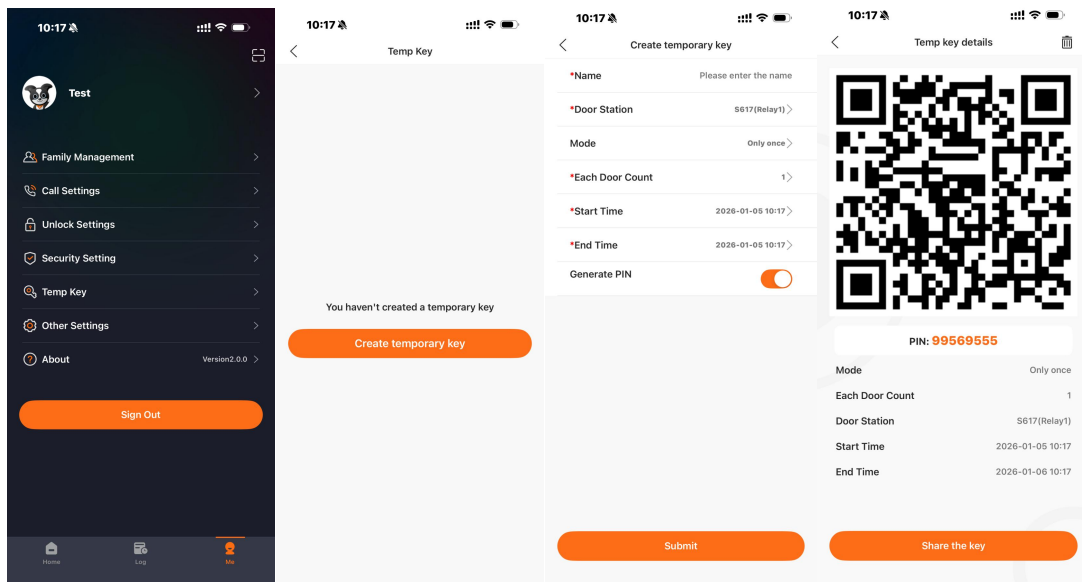 10:17
Test
Family Management
Call Settings
Unlock Settings
Security Setting
Temp Key
Other Settings
About Version2.0.0
Sign Out
Home Log Me
10:17
Temp Key
You haven't created a temporary key
Create temporary key
10:17
Create temporary key
*Name Please enter the name
*Door Station S617(Relay1)
Mode Only once
*Each Door Count 1
*Start Time 2026-01-05 10:17
*End Time 2026-01-05 10:17
Generate PIN
Submit
10:17
Temp key details
PIN: 99569555
Mode Only once
Each Door Count 1
Door Station S617(Relay1)
Start Time 2026-01-05 10:17
End Time 2026-01-06 10:17
Share the key